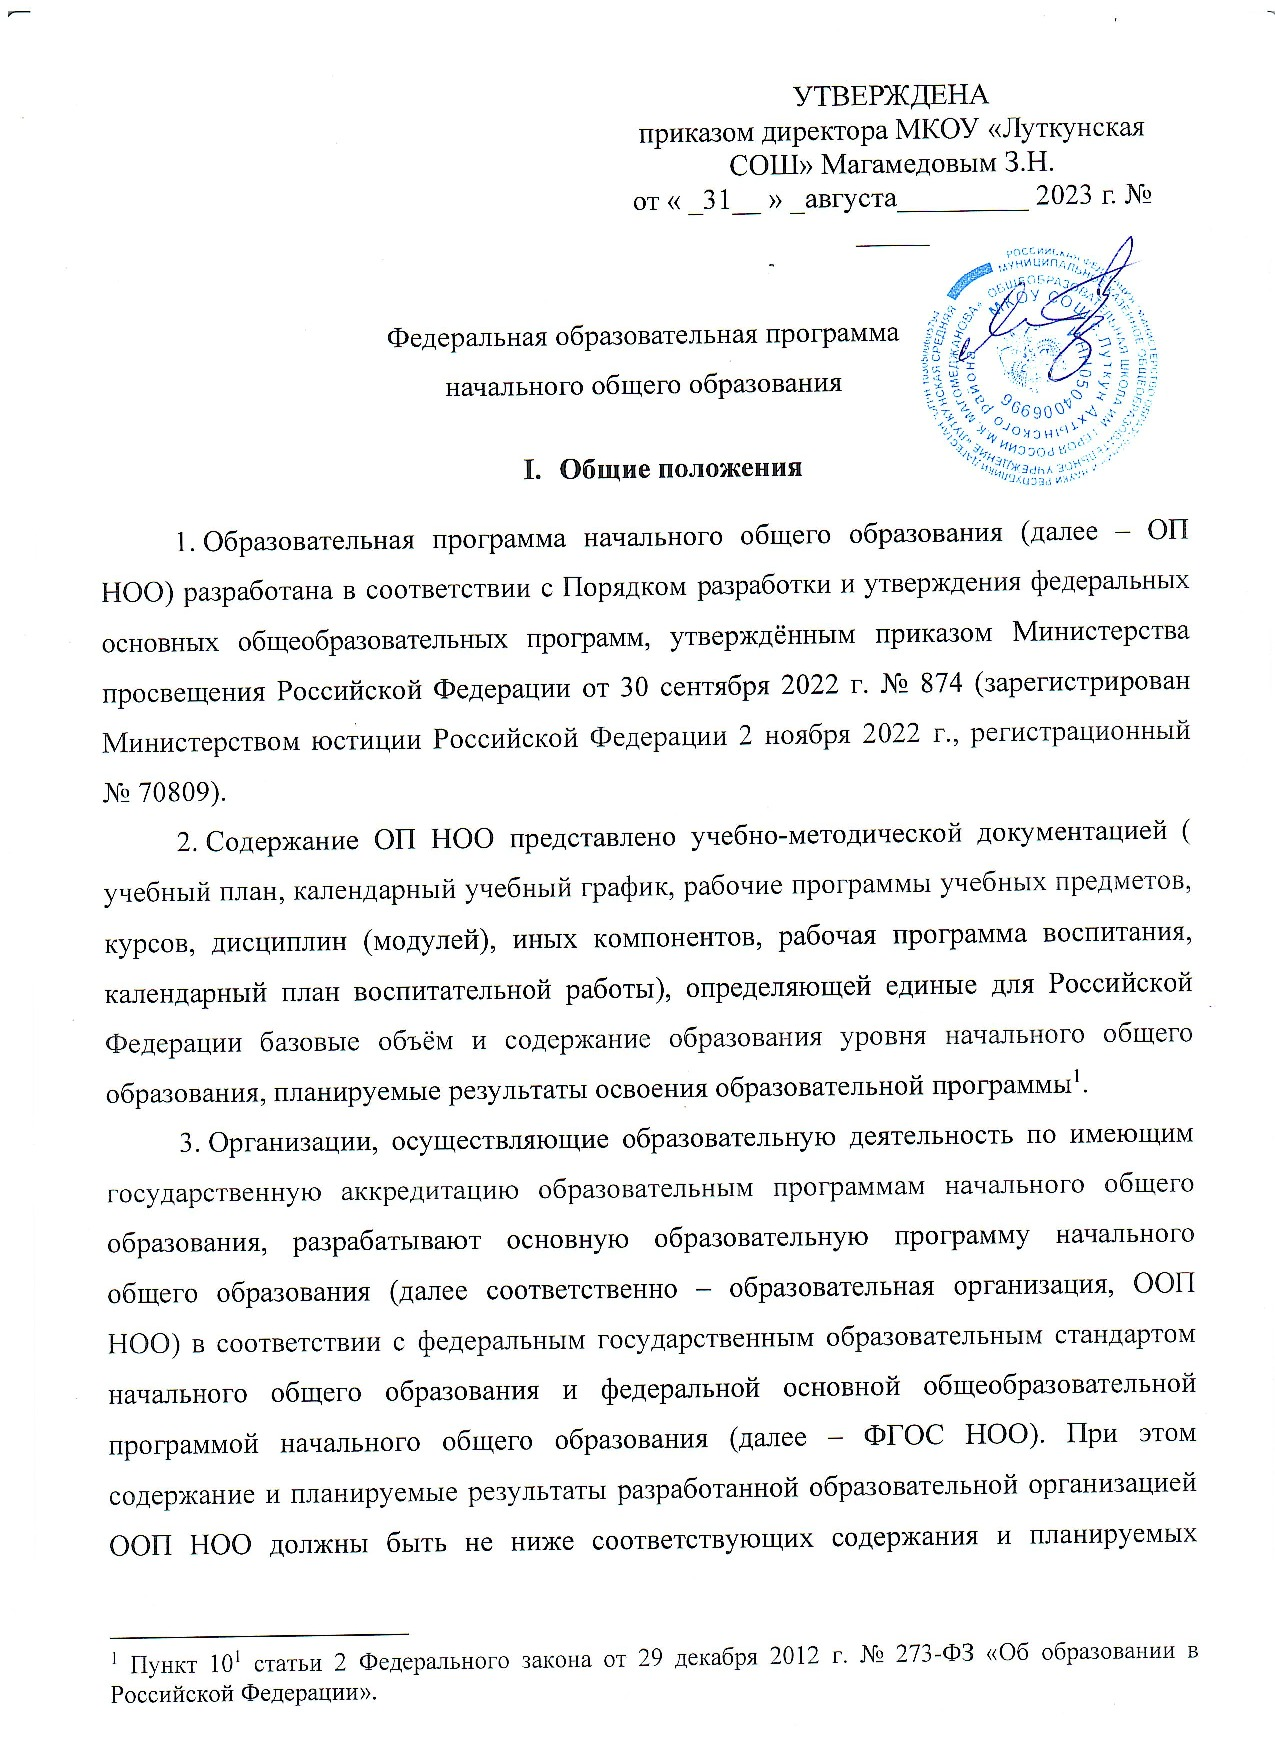 УТВЕРЖДЕНА
приказом директора МКОУ «Луткунская
СОШ» Магамедовым З.Н.
от « _31__ » _августа_________ 2023 г. №
_____
Федеральная образовательная программа
начального общего образования
I. Общие положения
1. Образовательная программа начального общего образования (далее – ОП
НОО) разработана в соответствии с Порядком разработки и утверждения федеральных
основных общеобразовательных программ, утверждённым приказом Министерства
просвещения Российской Федерации от 30 сентября 2022 г. № 874 (зарегистрирован
Министерством юстиции Российской Федерации 2 ноября 2022 г., регистрационный
№ 70809).
2. Содержание ОП НОО представлено учебно-методической документацией (
учебный план, календарный учебный график, рабочие программы учебных предметов,
курсов, дисциплин (модулей), иных компонентов, рабочая программа воспитания,
календарный план воспитательной работы), определяющей единые для Российской
Федерации базовые объём и содержание образования уровня начального общего
образования, планируемые результаты освоения образовательной программы¹.
3. Организации, осуществляющие образовательную деятельность по имеющим
государственную аккредитацию образовательным программам начального общего
образования, разрабатывают основную образовательную программу начального
общего образования (далее соответственно – образовательная организация, ООП
НОО) в соответствии с федеральным государственным образовательным стандартом
начального общего образования и федеральной основной общеобразовательной
программой начального общего образования (далее – ФГОС НОО). При этом
содержание и планируемые результаты разработанной образовательной организацией
ООП НОО должны быть не ниже соответствующих содержания и планируемых
¹ Пункт 10¹ статьи 2 Федерального закона от 29 декабря 2012 г. № 273-ФЗ «Об образовании в
Российской Федерации».